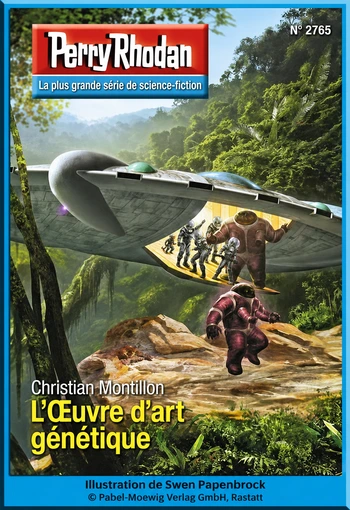 Perry Rhodan
N° 2765
La plus grande série de science-fiction
Christian Montillon
L'Œuvre d'art
génétique
Illustration de Swen Papenbrock
© Pabel-Moewig Verlag GmbH, Rastatt